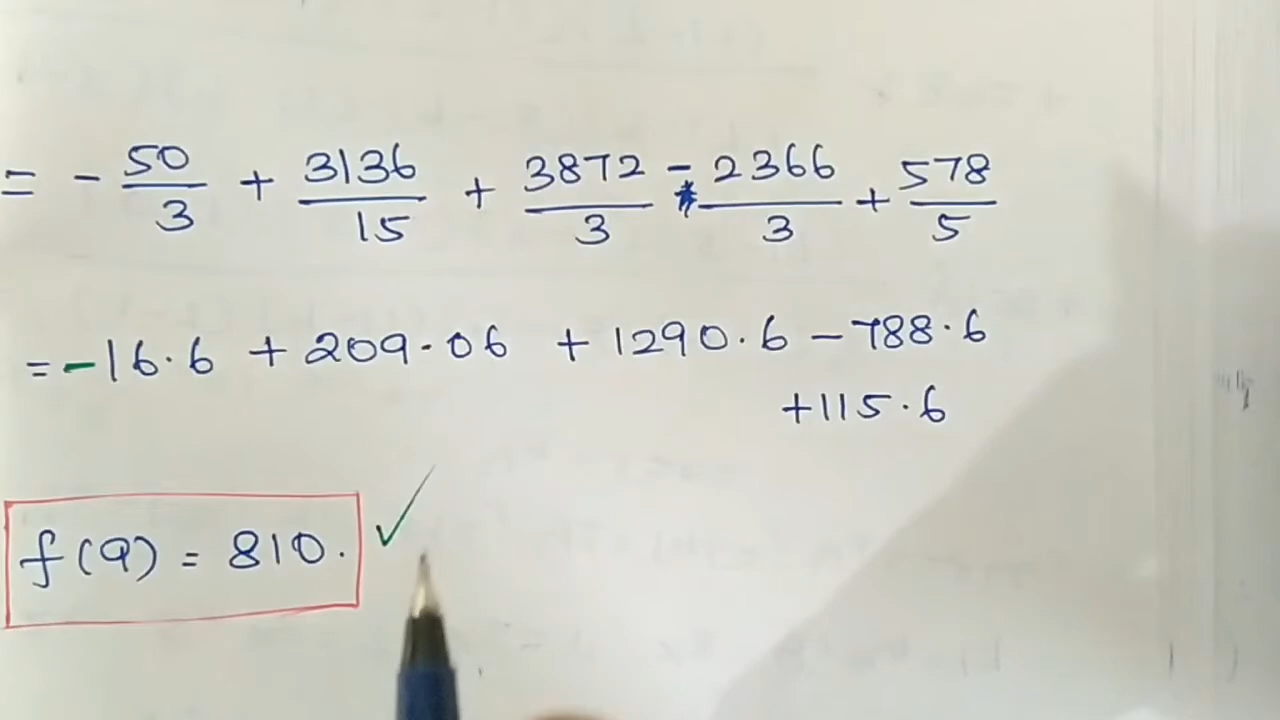 = - 50/3 + 3136/15 + 3872/3 - 2366/3 + 578/5
= -16.6 + 209.06 + 1290.6 - 788.6
+115.6
f(9) = 810.